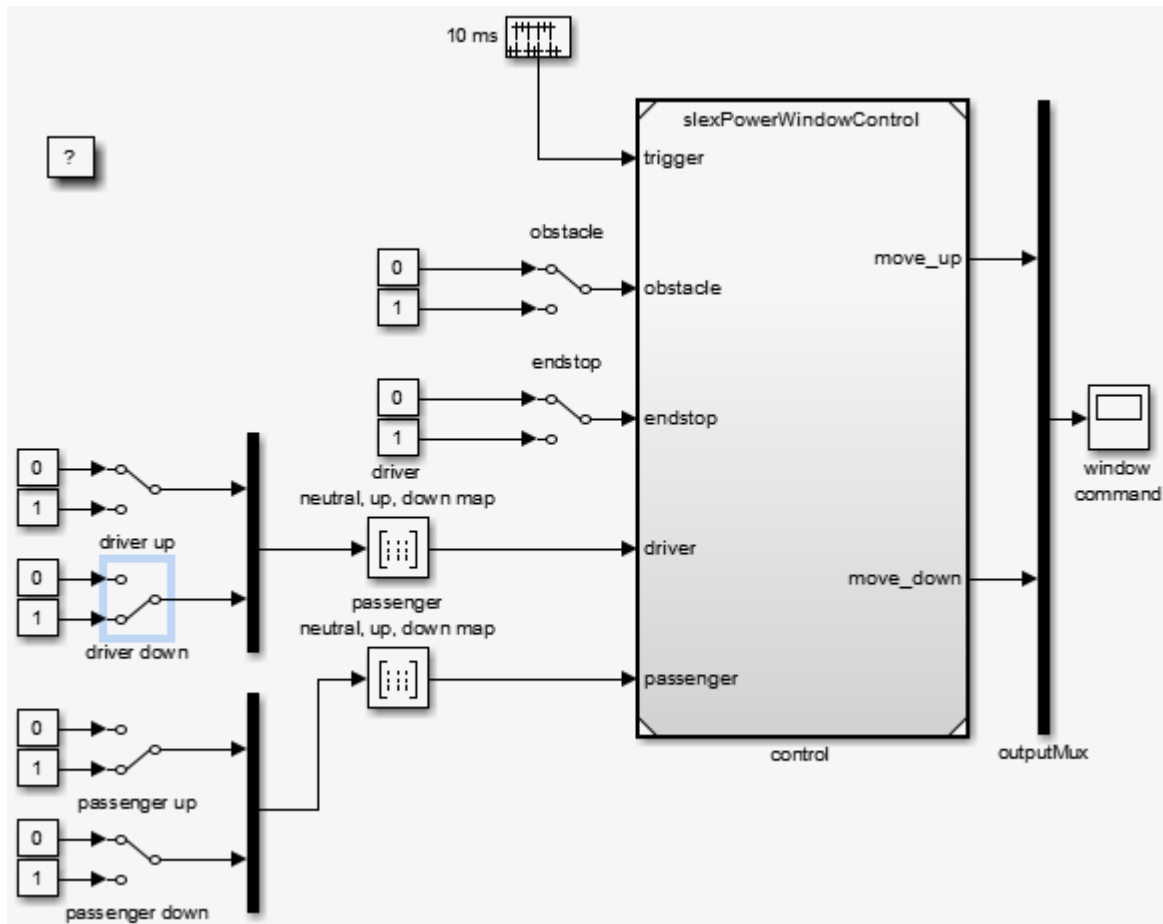 10 ms
slexPowerWindowControl
trigger
?
obstacle
0
move_up
obstacle
1
endstop
0
endstop
1
driver
neutral, up, down map
window
command
0
1
driver up
driver
0
move_down
passenger
neutral, up, down map
1
driver down
passenger
0
1
control
outputMux
passenger up
0
1
passenger down